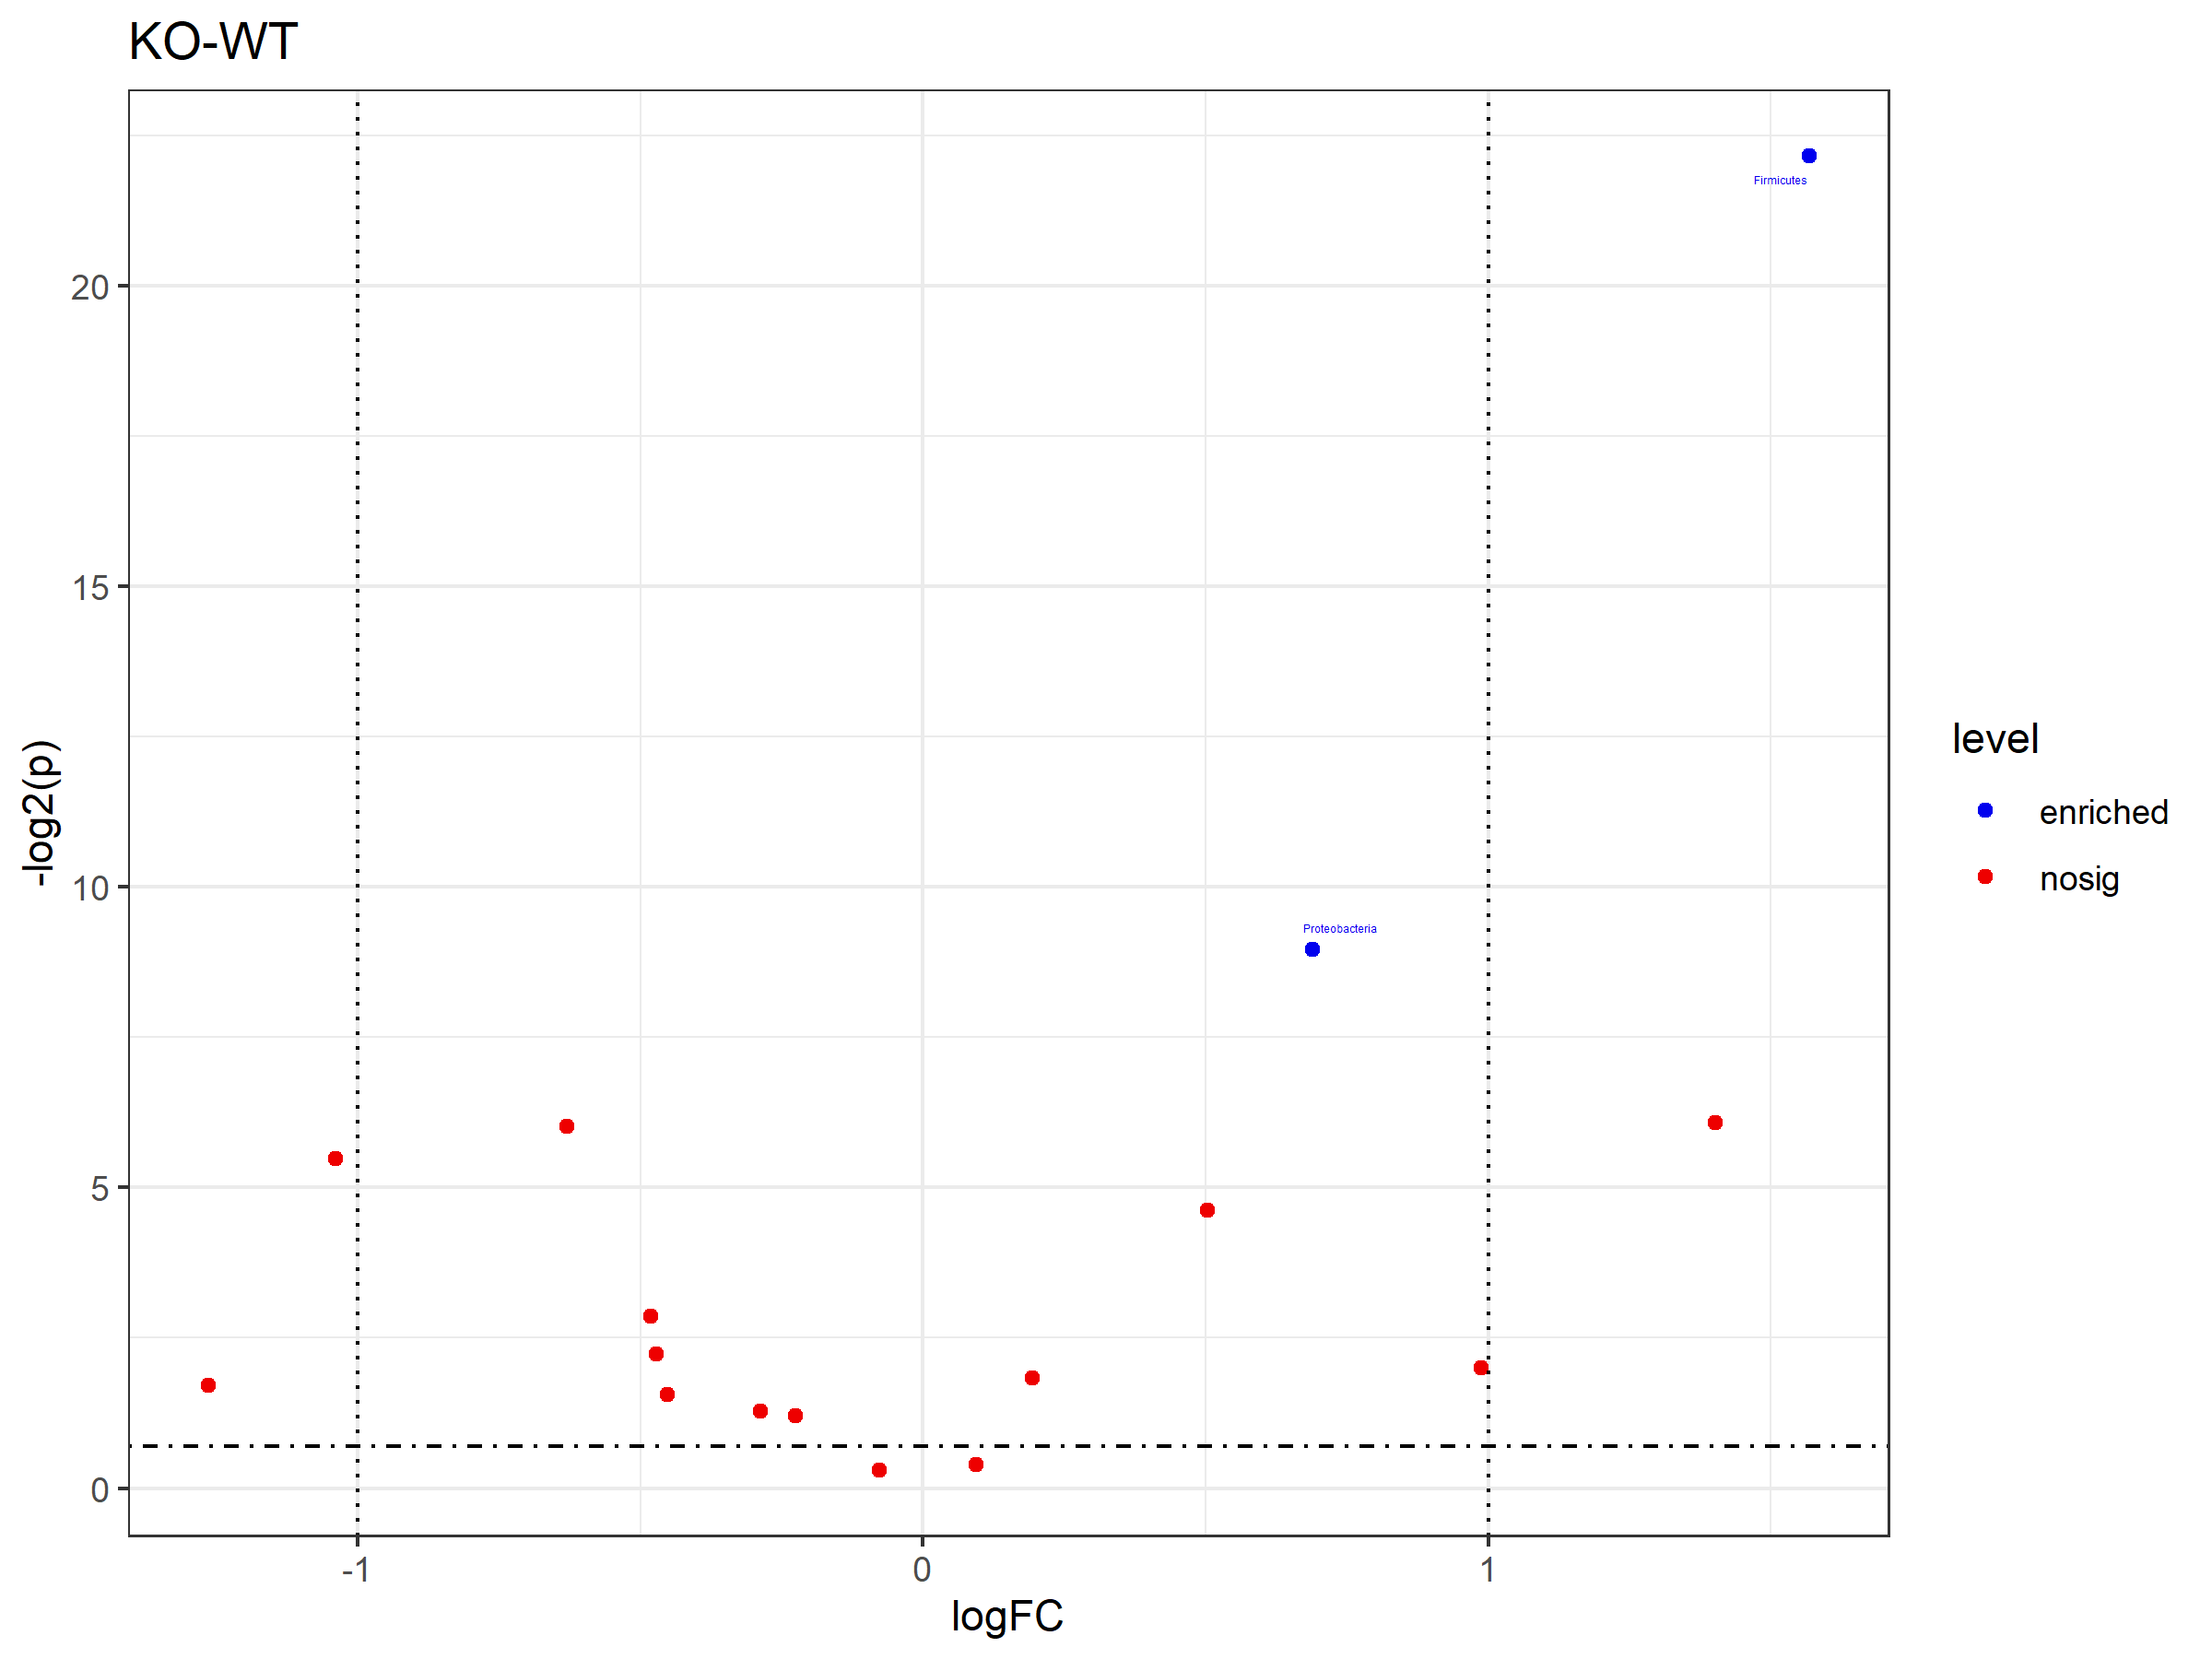 KO-WT
Firmicutes
20
15
-log2(p)
level
enriched
10
nosig
Proteobacteria
5
0
-1
0
1
logFC